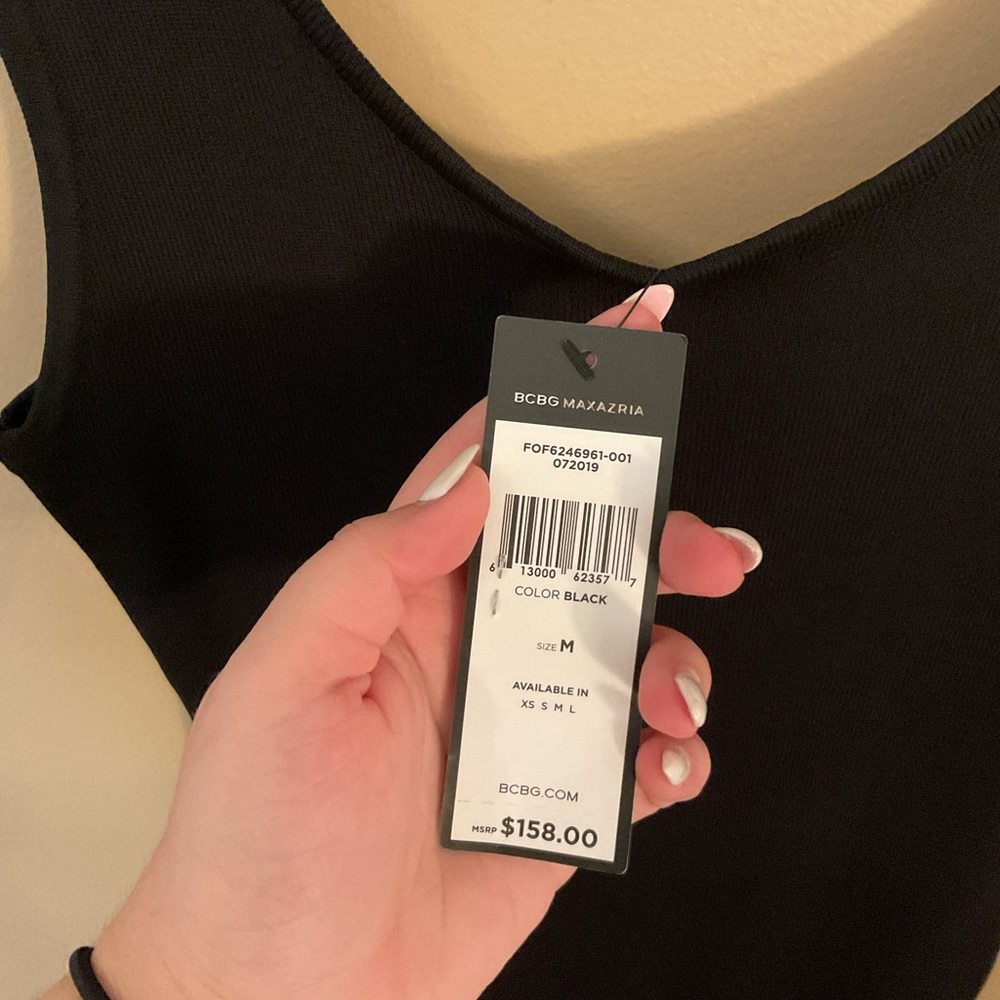 BCBG MAXAZRIA
FOF6246961-001
072019
6 13000 62357 7
COLOR BLACK
SIZE M
AVAILABLE IN
XS S M L
BCBG.COM
MSRP $158.00